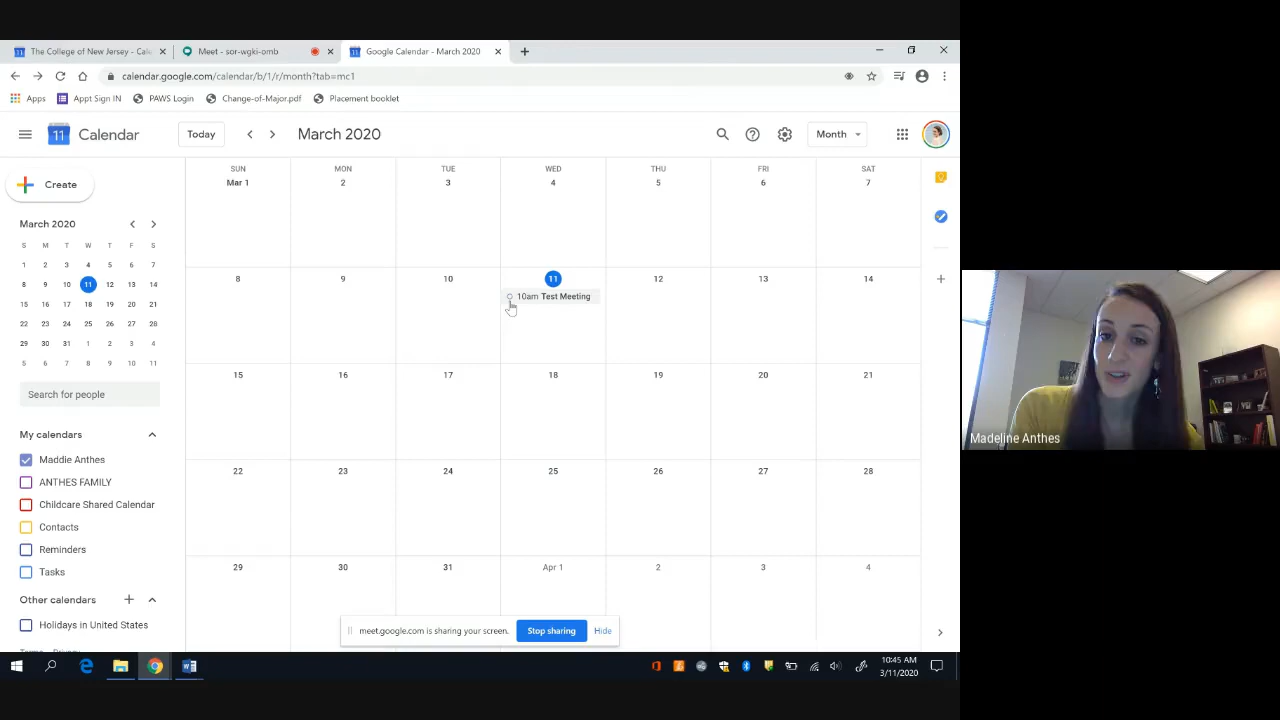 The College of New Jersey - Cale
Meet - sor-wgki-omb
Google Calendar - March 2020
calendar.google.com/calendar/b/1/r/month?tab=mc1
Apps
Appt Sign IN
PAWS Login
Change-of-Major.pdf
Placement booklet
11
Calendar
Today
March 2020
Month
Create
SUN MON TUE WED THU FRI SAT
Mar 1 2 3 4 5 6 7
8 9 10 11 12 13 14
10am Test Meeting
15 16 17 18 19 20 21
22 23 24 25 26 27 28
29 30 31 Apr 1 2 3 4
March 2020
S M T W T F S
1 2 3 4 5 6 7
8 9 10 11 12 13 14
15 16 17 18 19 20 21
22 23 24 25 26 27 28
29 30 31 1 2 3 4
5 6 7 8 9 10 11
Search for people
My calendars
Maddie Anthes
ANTHES FAMILY
Childcare Shared Calendar
Contacts
Reminders
Tasks
Other calendars
Holidays in United States
meet.google.com is sharing your screen.
Stop sharing
Hide
Madeline Anthes
10:45 AM
3/11/2020